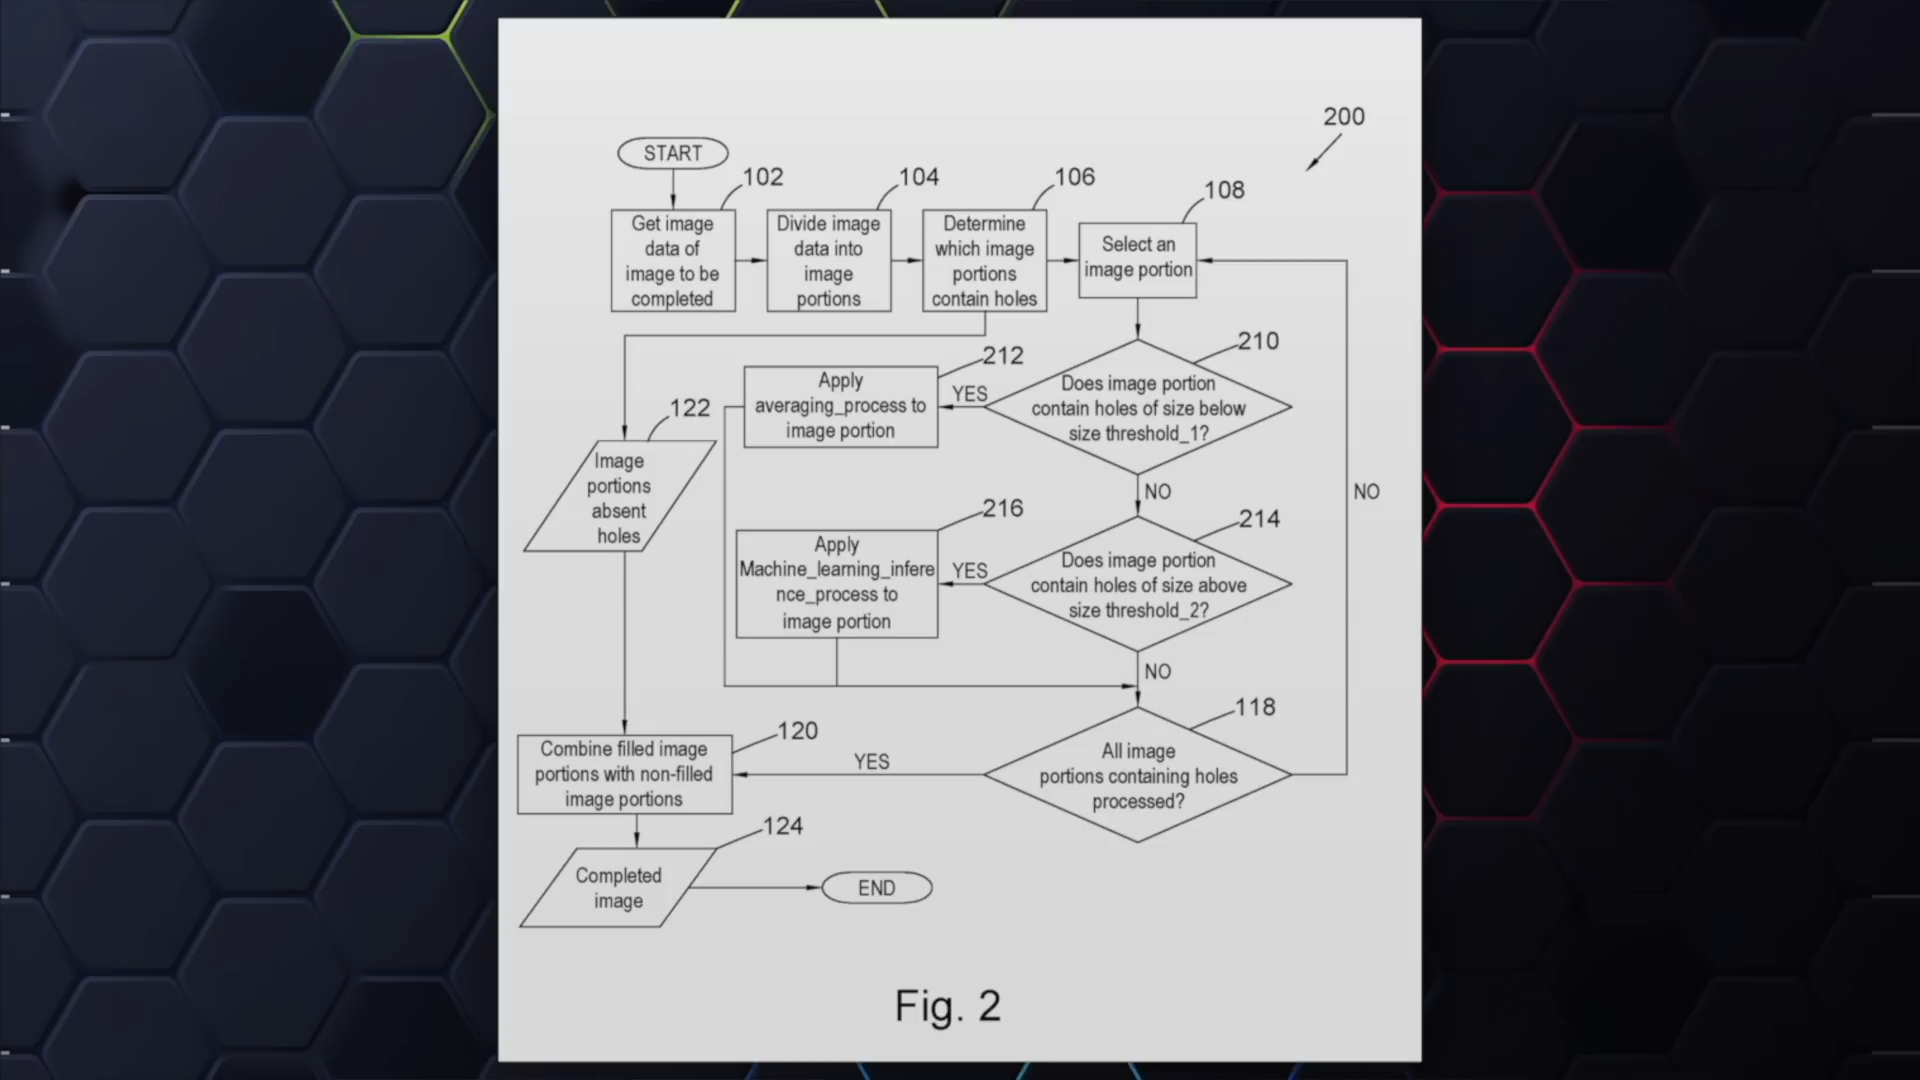 200
START
102
104
106
108
Get image
data of
image to be
completed
Divide image
data into
image
portions
Determine
which image
portions
contain holes
Select an
image portion
210
212
Apply
averaging_process to
image portion
YES
Does image portion
contain holes of size below
size threshold_1?
122
Image
portions
absent
holes
NO
NO
216
214
Apply
Machine_learning_infere
nce_process to
image portion
YES
Does image portion
contain holes of size above
size threshold_2?
NO
118
120
Combine filled image
portions with non-filled
image portions
YES
All image
portions containing holes
processed?
124
Completed
image
END
Fig. 2